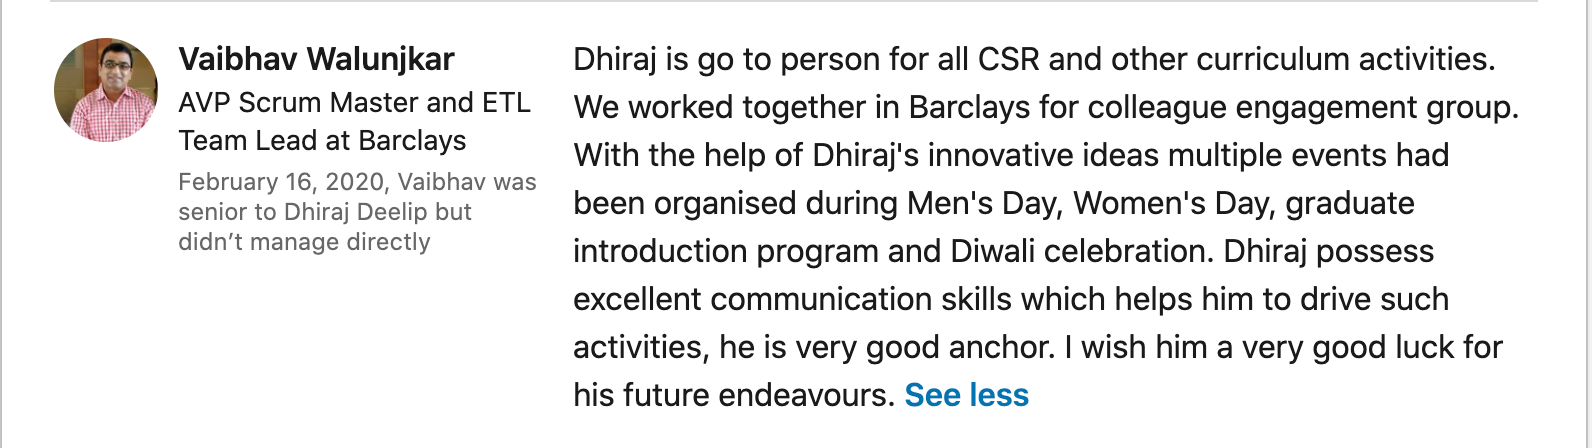 Vaibhav Walunjkar
AVP Scrum Master and ETL
Team Lead at Barclays
February 16, 2020, Vaibhav was
senior to Dhiraj Deelip but
didn’t manage directly
Dhiraj is go to person for all CSR and other curriculum activities.
We worked together in Barclays for colleague engagement group.
With the help of Dhiraj's innovative ideas multiple events had
been organised during Men's Day, Women's Day, graduate
introduction program and Diwali celebration. Dhiraj possess
excellent communication skills which helps him to drive such
activities, he is very good anchor. I wish him a very good luck for
his future endeavours. See less